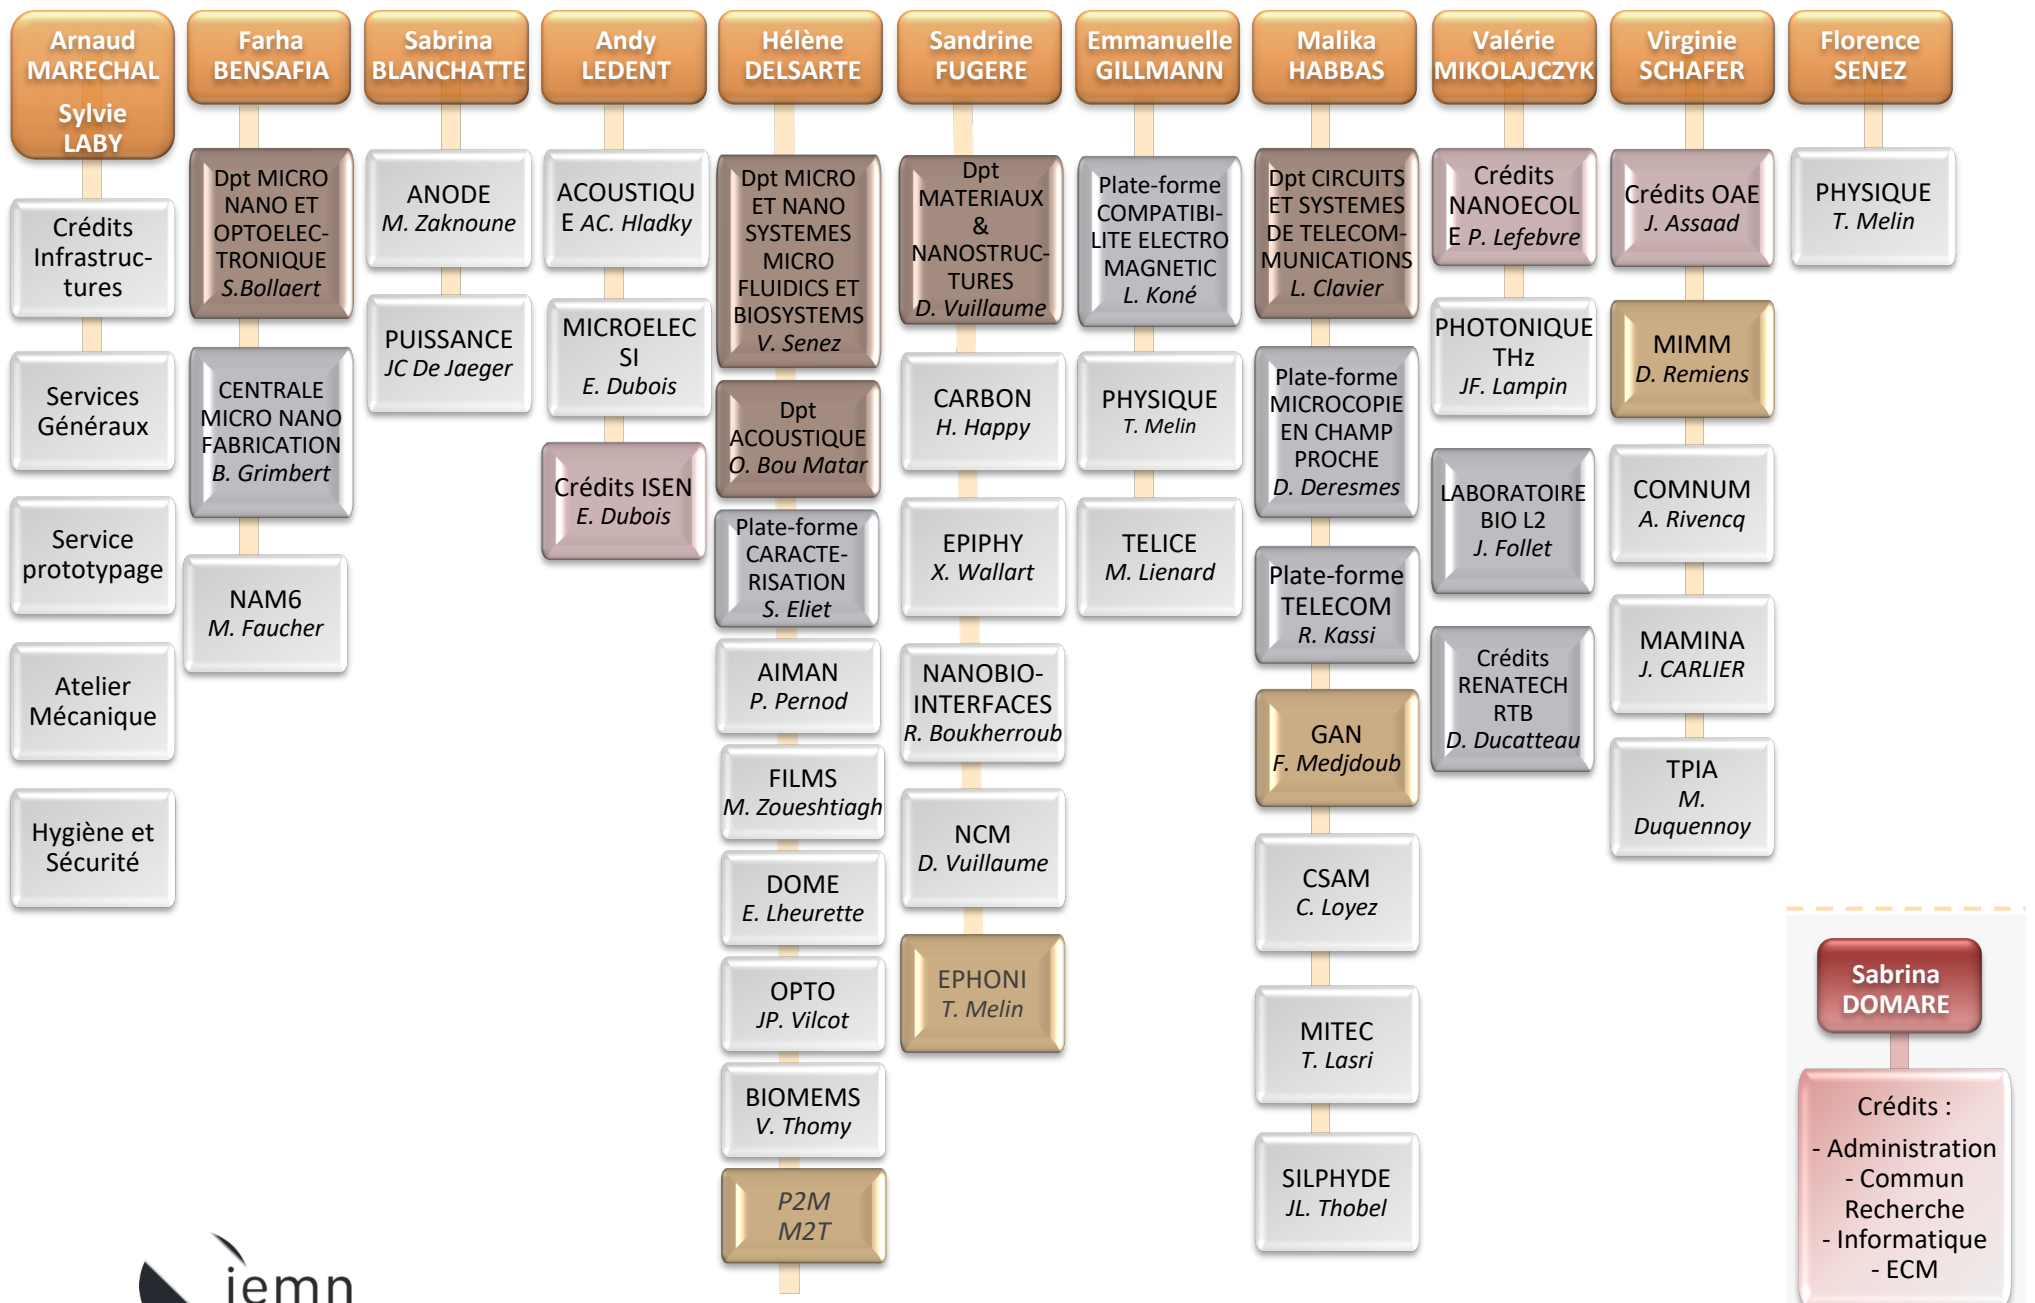 Arnaud
MARECHAL
Sylvie
LABY
Crédits
Infrastruc-
tures
Services
Généraux
Service
prototypage
Atelier
Mécanique
Hygiène et
Sécurité
Farha
BENSAFIA
Dpt MICRO
NANO ET
OPTOELEC-
TRONIQUE
S.Bollaert
CENTRALE
MICRO NANO
FABRICATION
B. Grimbert
NAM6
M. Faucher
Sabrina
BLANCHATTE
ANODE
M. Zaknoune
PUISSANCE
JC De Jaeger
Andy
LEDENT
ACOUSTIQU
E AC. Hladky
MICROELEC
SI
E. Dubois
Crédits ISEN
E. Dubois
Hélène
DELSARTE
Dpt MICRO
ET NANO
SYSTEMES
MICRO
FLUIDICS ET
BIOSYSTEMS
V. Senez
Dpt
ACOUSTIQUE
O. Bou Matar
Plate-forme
CARACTE-
RISATION
S. Eliet
AIMAN
P. Pernod
FILMS
M. Zoueshtiagh
DOME
E. Lheurette
OPTO
JP. Vilcot
BIOMEMS
V. Thomy
P2M
M2T
Sandrine
FUGERE
Dpt
MATERIAUX
&
NANOSTRUC-
TURES
D. Vuillaume
CARBON
H. Happy
EPIPHY
X. Wallart
NANOBIO-
INTERFACES
R. Boukherroub
NCM
D. Vuillaume
EPHONI
T. Melin
Emmanuelle
GILLMANN
Plate-forme
COMPATIBI-
LITE ELECTRO
MAGNETIC
L. Koné
PHYSIQUE
T. Melin
TELICE
M. Lienard
Malika
HABBAS
Dpt CIRCUITS
ET SYSTEMES
DE TELECOM-
MUNICATIONS
L. Clavier
Plate-forme
MICROCOPIE
EN CHAMP
PROCHE
D. Deresmes
Plate-forme
TELECOM
R. Kassi
GAN
F. Medjdoub
CSAM
C. Loyez
MITEC
T. Lasri
SILPHYDE
JL. Thobel
Valérie
MIKOLAJCZYK
Crédits
NANOECOL
E P. Lefebvre
PHOTONIQUE
THz
JF. Lampin
LABORATOIRE
BIO L2
J. Follet
Crédits
RENATECH
RTB
D. Ducatteau
Virginie
SCHAFER
Crédits OAE
J. Assaad
MIMM
D. Remiens
COMNUM
A. Rivencq
MAMINA
J. CARLIER
TPIA
M.
Duquennoy
Florence
SENEZ
PHYSIQUE
T. Melin
Sabrina
DOMARE
Crédits :
- Administration
- Commun
Recherche
- Informatique
- ECM
iemn